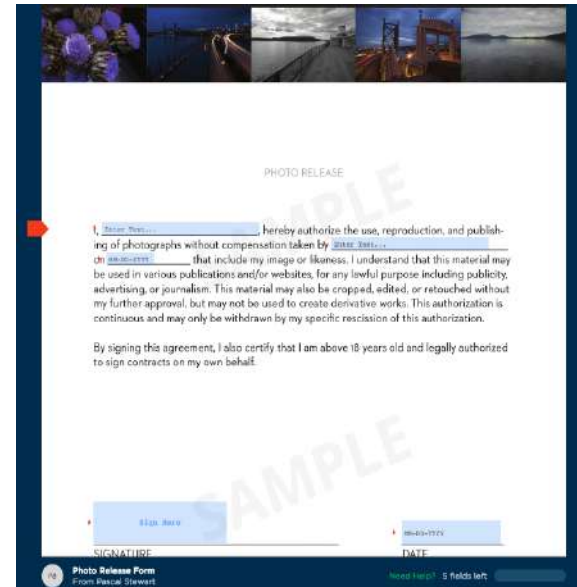 PHOTO RELEASE
SAMPLE
I, Enter Text... , hereby authorize the use, reproduction, and publish-
ing of photographs without compensation taken by Enter Text...
on MM-DD-YYYY that include my image or likeness. I understand that this material may
be used in various publications and/or websites, for any lawful purpose including publicity,
advertising, or journalism. This material may also be cropped, edited, or retouched without
my further approval, but may not be used to create derivative works. This authorization is
continuous and may only be withdrawn by my specific rescission of this authorization.
By signing this agreement, I also certify that I am above 18 years old and legally authorized
to sign contracts on my own behalf.
SAMPLE
Sign Here
MM-DD-YYYY
SIGNATURE
DATE
Photo Release Form
From Pascal Stewart
Need Help?
5 fields left